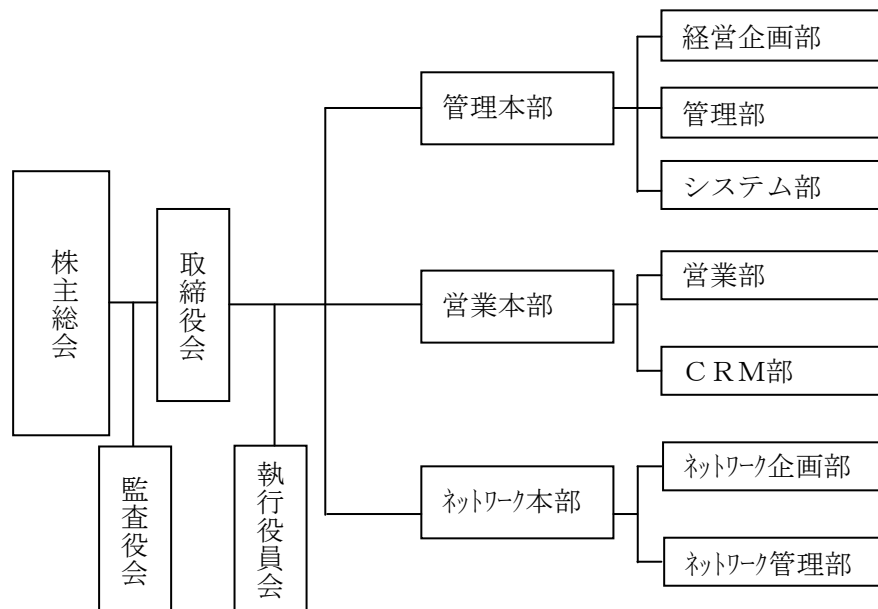 株主総会
監査役会
取締役会
執行役員会
管理本部
経営企画部
管理部
システム部
営業本部
営業部
ＣＲＭ部
ﾈｯﾄﾜｰｸ本部
ﾈｯﾄﾜｰｸ企画部
ﾈｯﾄﾜｰｸ管理部